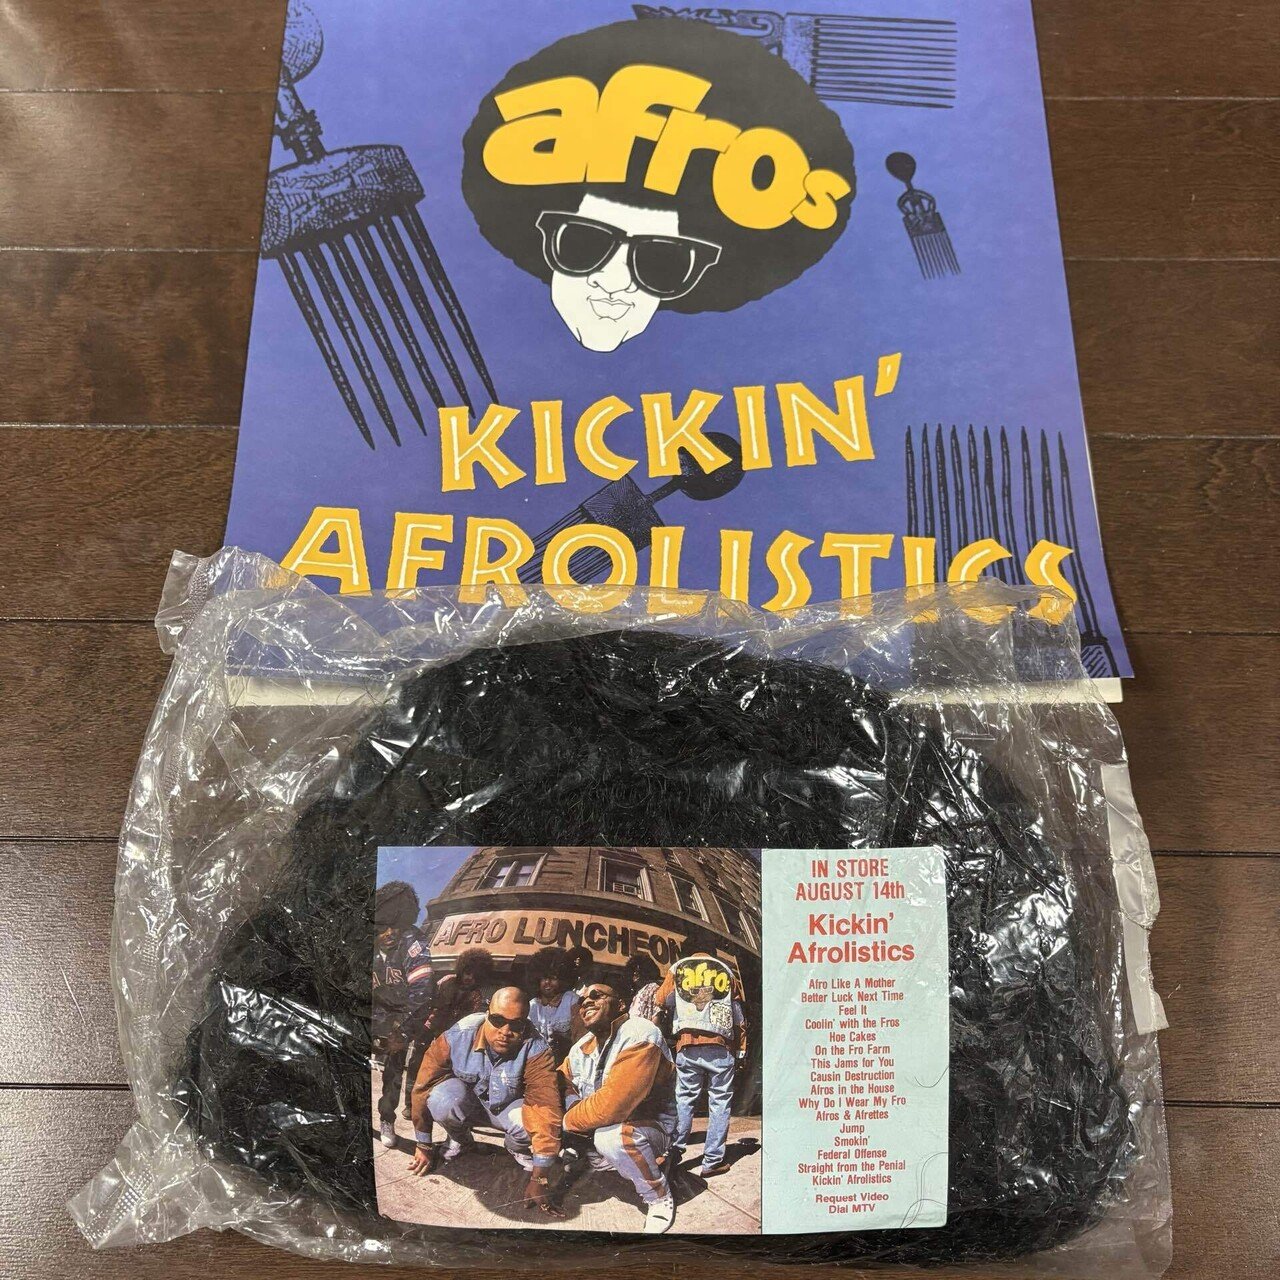 afros
KICKIN'
AFROLISTICS
AFRO LUNCHEON
afros
IN STORE
AUGUST 14th
Kickin'
Afrolistics
Afro Like A Mother
Better Luck Next Time
Feel It
Coolin' with the Fros
Hoe Cakes
On the Fro Farm
This Jams for You
Causin Destruction
Afros in the House
Why Do I Wear My Fro
Afros & Afrettes
Jump
Smokin'
Federal Offense
Straight from the Penial
Kickin' Afrolistics
Request Video
Dial MTV